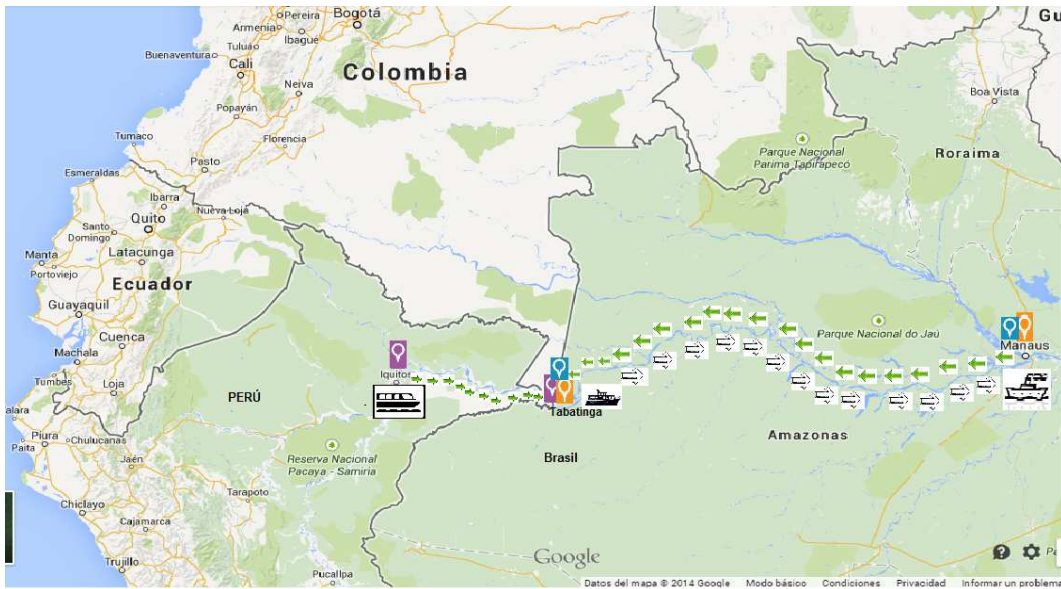 Pereira
Bogotá
Gu
Armenia
Ibagué
Tuluá
Buenaventura
Cali
Colombia
Neiva
Boa Vista
Popayán
Florencia
Tumaco
Parque Nacional
Parima Tapirapecó
Roraima
Pasto
Esmeraldas
Ibarra
Nueva Loja
Quito
Santo
Domingo
Manta
Latacunga
Portoviejo
Ecuador
Guayaquil
Parque Nacional do Jaú
Cuenca
Manaus
Machala
Iquitos
Tumbes
Loja
PERÚ
Tabatinga
alara
Amazonas
Piura
Chulucanas
Reserva Nacional
Pacaya - Samiria
Brasil
Paita
Jaén
Tarapoto
Chiclayo
Cajamarca
Google
Trujillo
Pucallpa
Datos del mapa © 2014 Google Modo básico Condiciones Privacidad Informar un problema